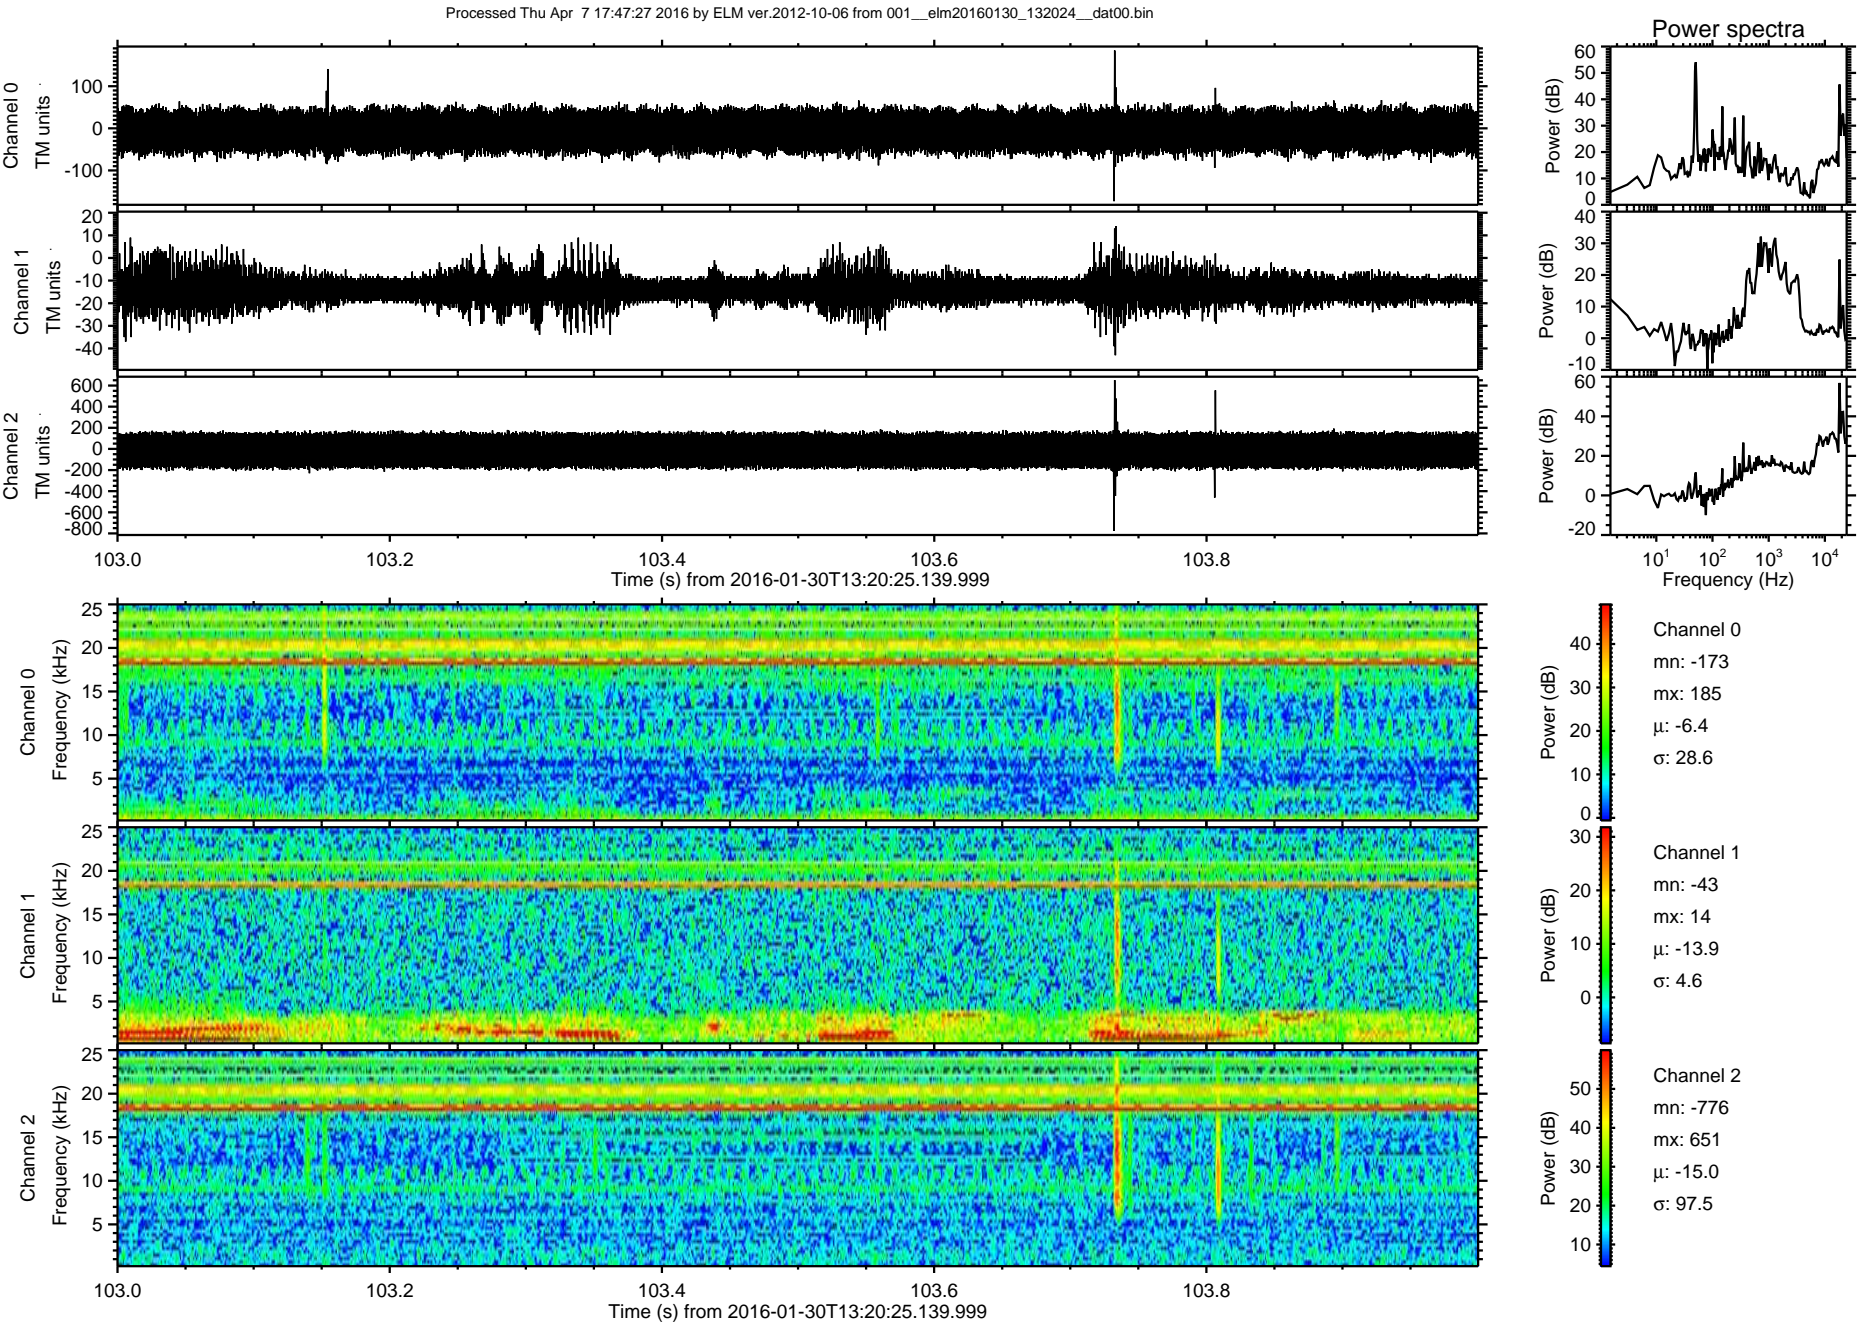 Processed Thu Apr  7 17:47:27 2016 by ELM ver.2012-10-06 from 001__elm20160130_132024__dat00.bin
Power spectra
Channel 0
TM units
100
0
-100
Power (dB)
60
50
40
30
20
10
0
Channel 1
TM units
20
10
0
-10
-20
-30
-40
Power (dB)
40
30
20
10
0
-10
Channel 2
TM units
600
400
200
0
-200
-400
-600
-800
Power (dB)
60
40
20
0
-20
103.0 103.2 103.4 103.6 103.8
Time (s) from 2016-01-30T13:20:25.139.999
10¹ 10² 10³ 10⁴
Frequency (Hz)
Channel 0
Frequency (kHz)
25
20
15
10
5
Power (dB)
40
30
20
10
0
Channel 0
mn: -173
mx: 185
μ: -6.4
σ: 28.6
Channel 1
Frequency (kHz)
25
20
15
10
5
Power (dB)
30
20
10
0
Channel 1
mn: -43
mx: 14
μ: -13.9
σ: 4.6
Channel 2
Frequency (kHz)
25
20
15
10
5
Power (dB)
50
40
30
20
10
Channel 2
mn: -776
mx: 651
μ: -15.0
σ: 97.5
103.0 103.2 103.4 103.6 103.8
Time (s) from 2016-01-30T13:20:25.139.999